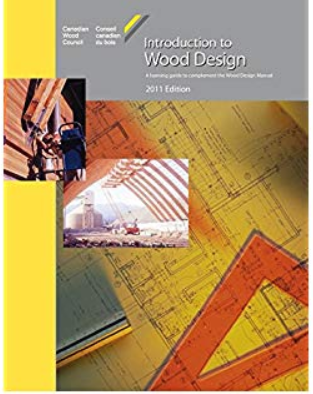 Canadian
Wood
Council
Conseil
canadien
du bois
Introduction to
Wood Design
A learning guide to complement the Wood Design Manual
2011 Edition